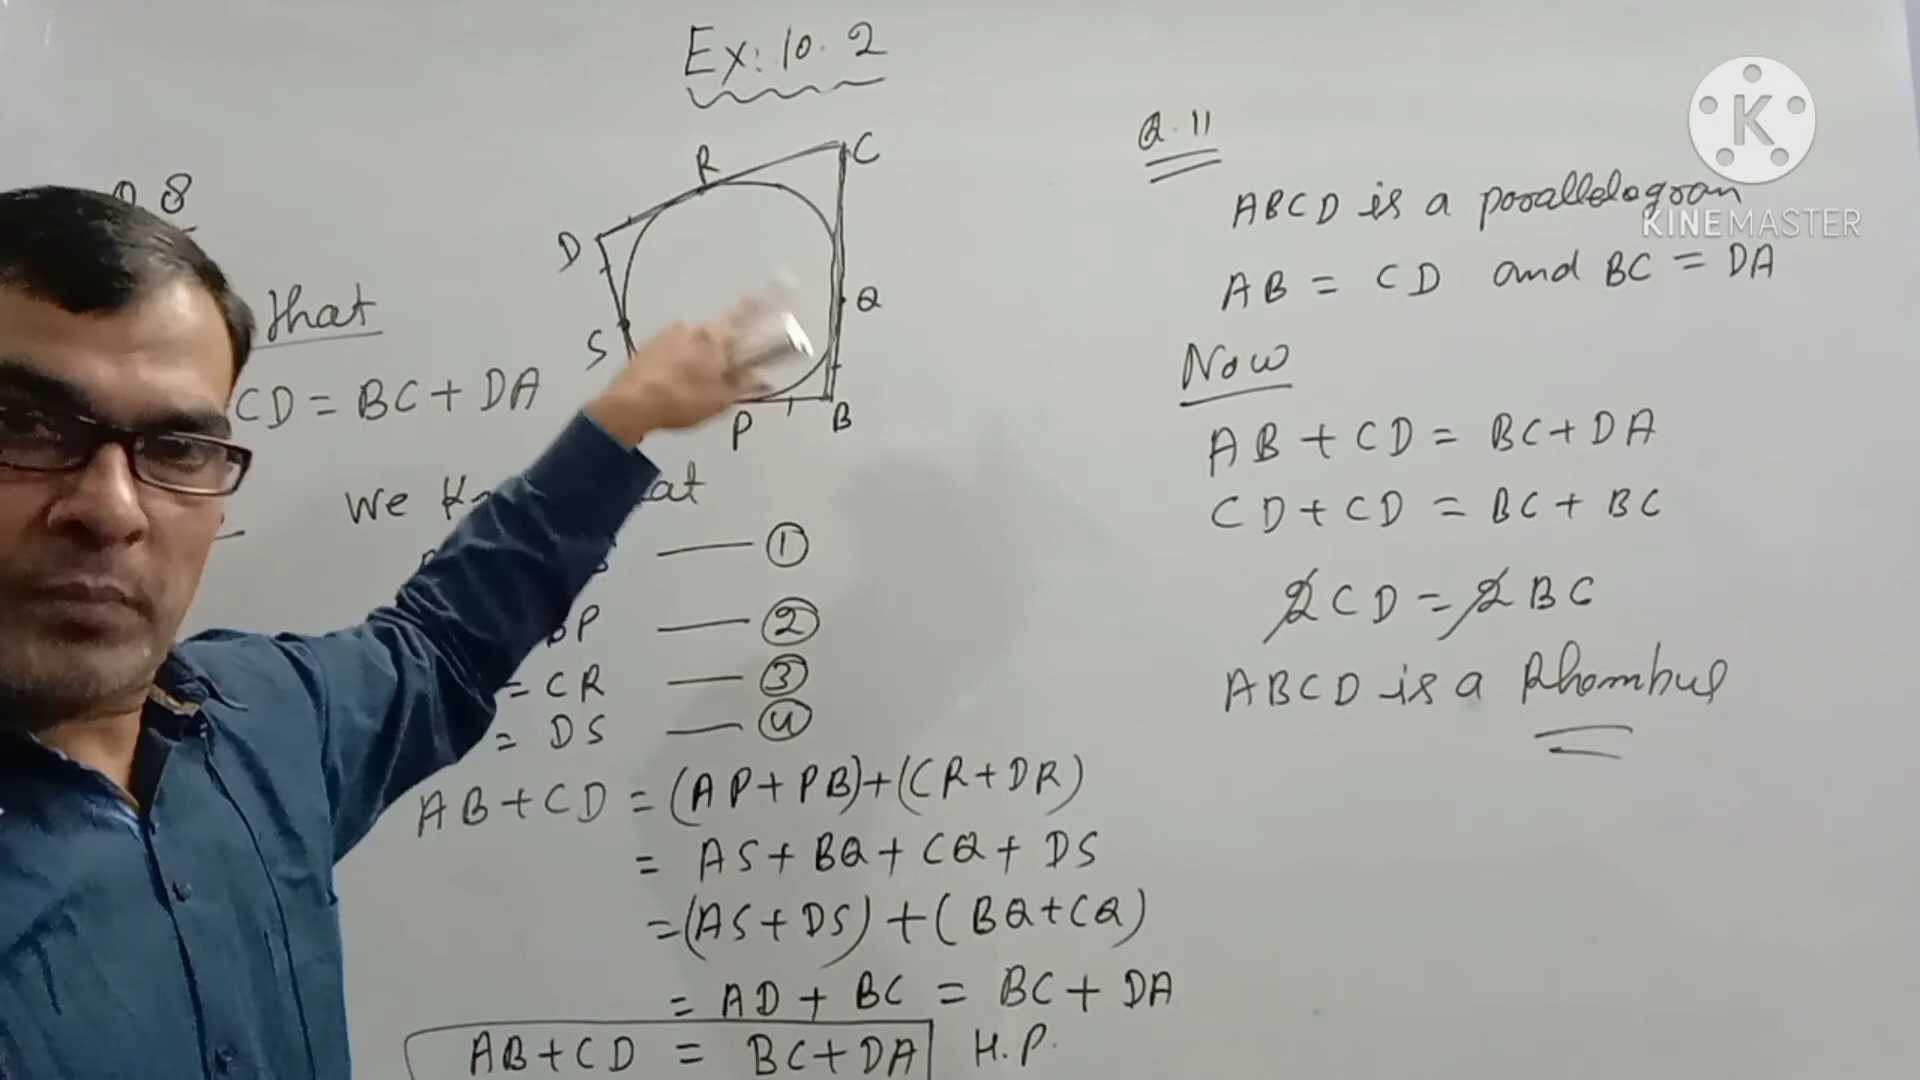 Ex: 10.2
Q 8
that
CD = BC + DA
R
C
D
Q
S
P
B
We at
①
BP ②
= CR ③
= DS ④
AB + CD = (AP + PB) + (CR + DR)
= AS + BQ + CQ + DS
= (AS + DS) + (BQ + CQ)
= AD + BC = BC + DA
AB + CD = BC + DA H.P.
Q.11
ABCD is a parallelogram
AB = CD and BC = DA
Now
AB + CD = BC + DA
CD + CD = BC + BC
2CD = 2BC
ABCD is a Rhombus
K
KINEMASTER